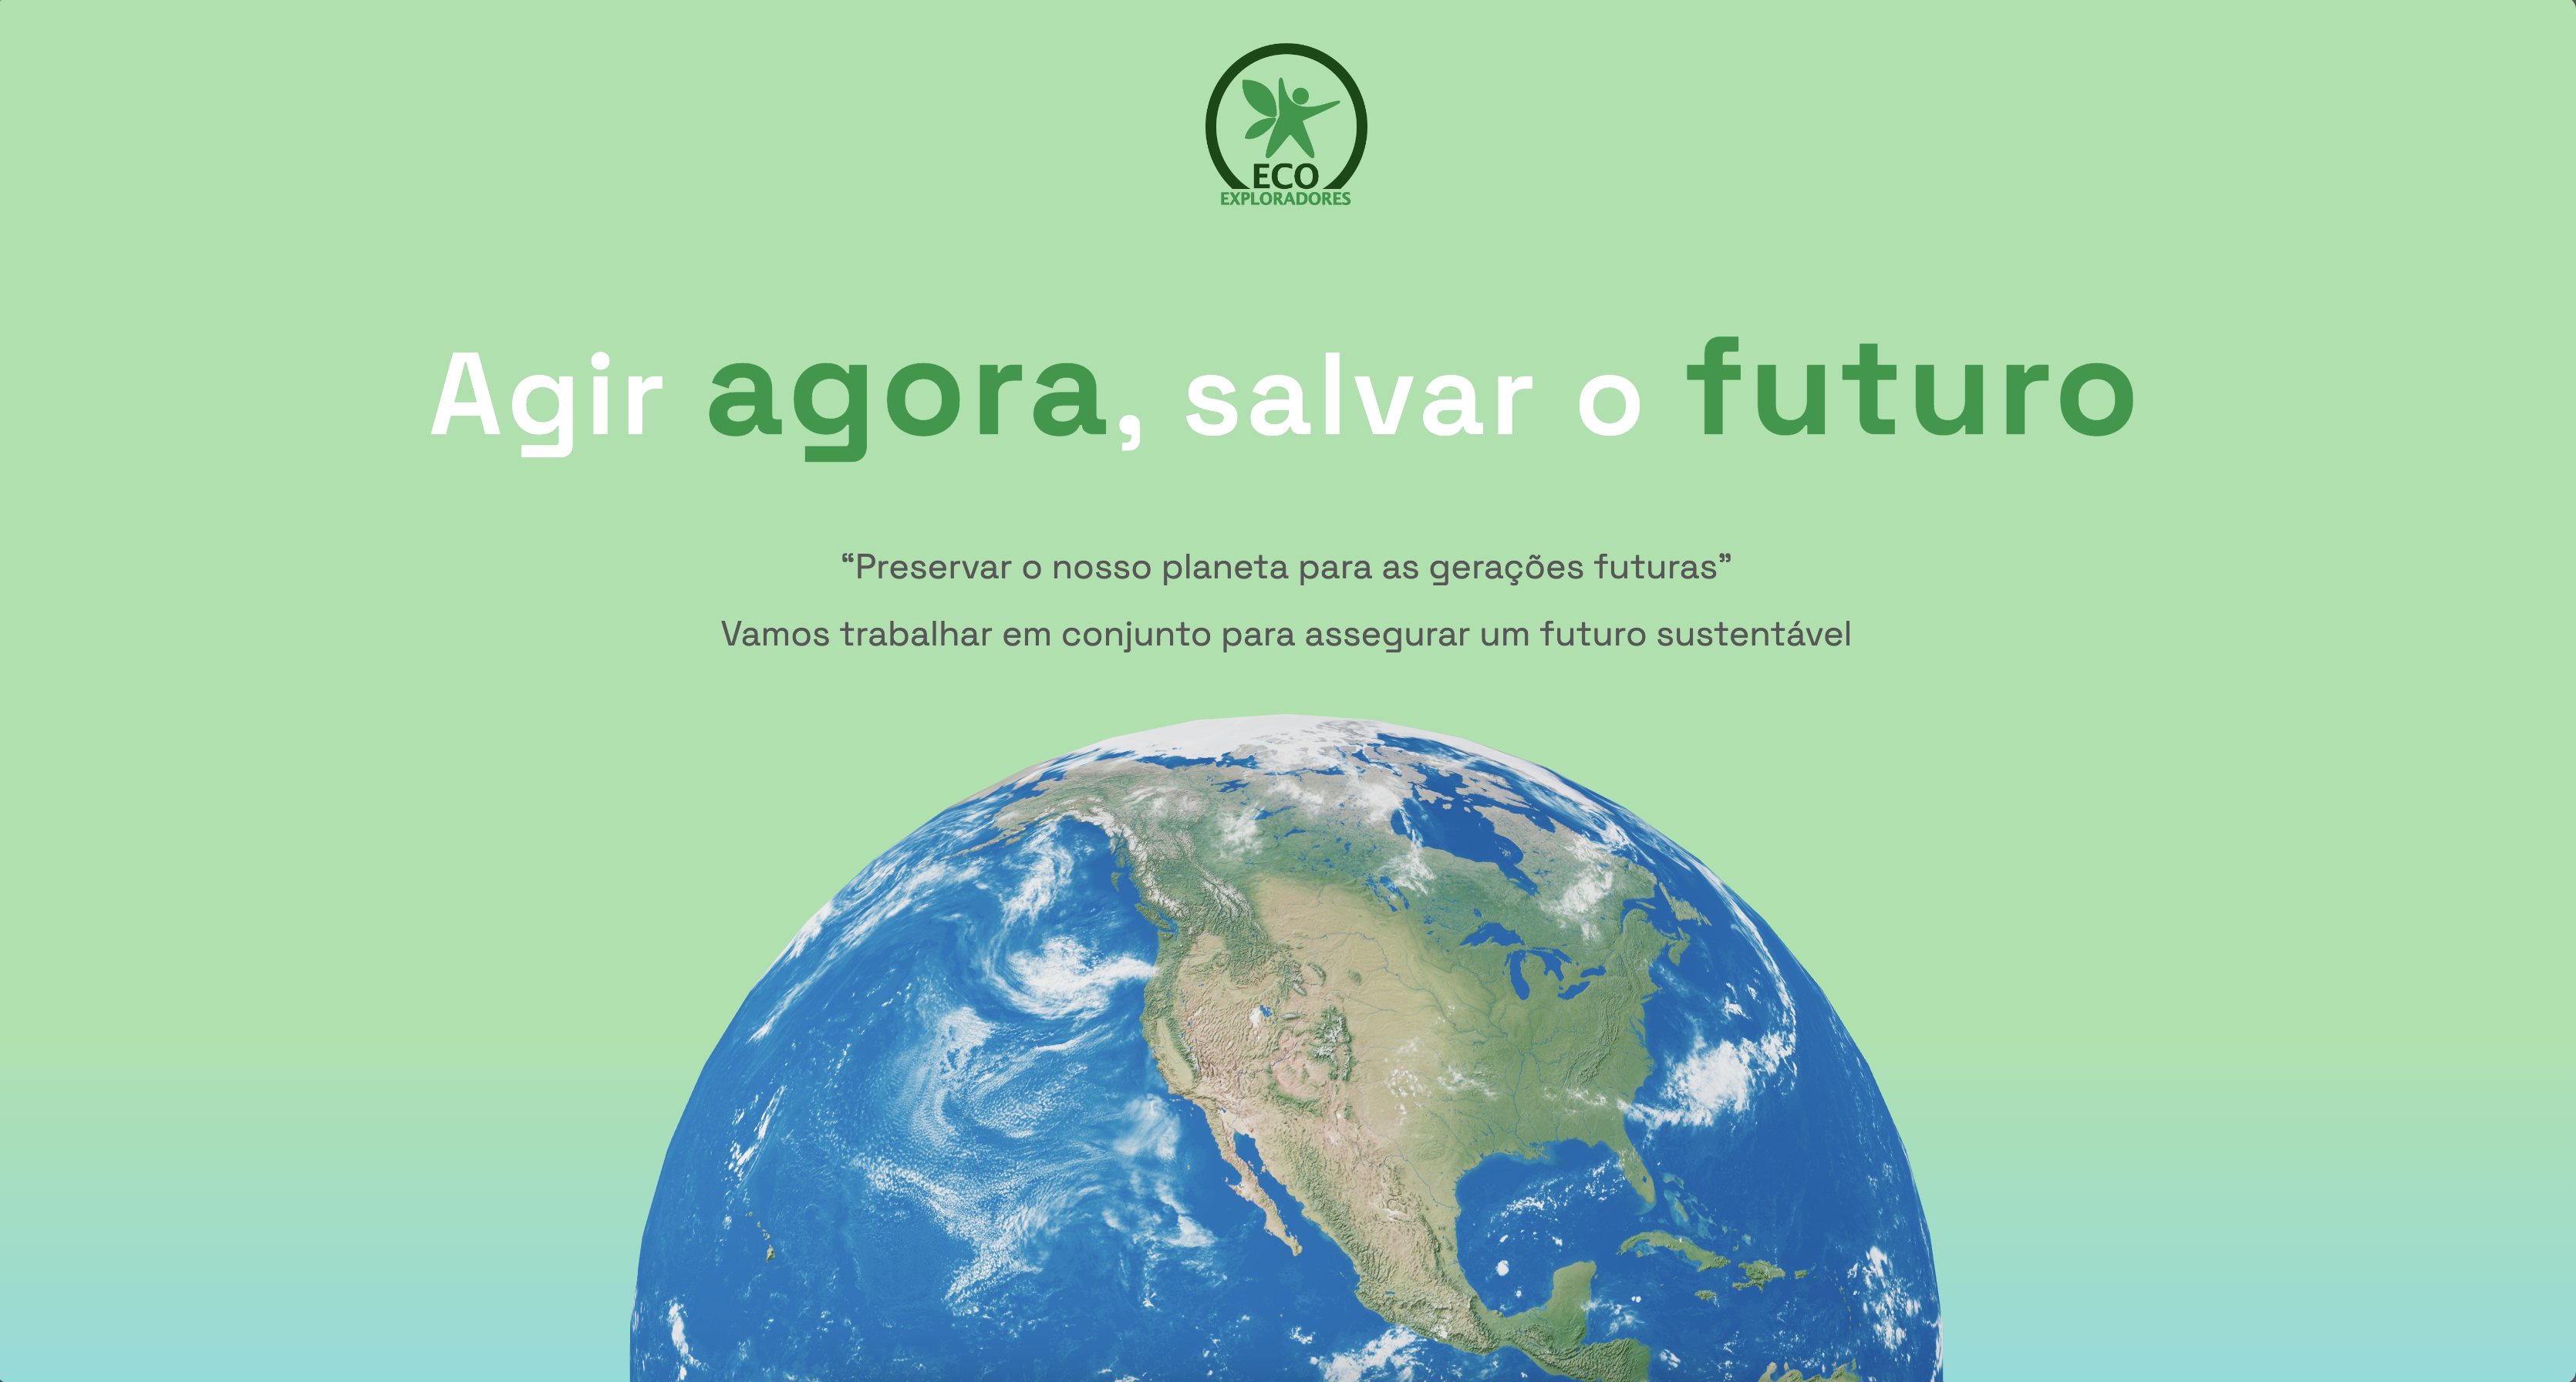 ECO
EXPLORADORES
Agir agora, salvar o futuro
“Preservar o nosso planeta para as gerações futuras”
Vamos trabalhar em conjunto para assegurar um futuro sustentável